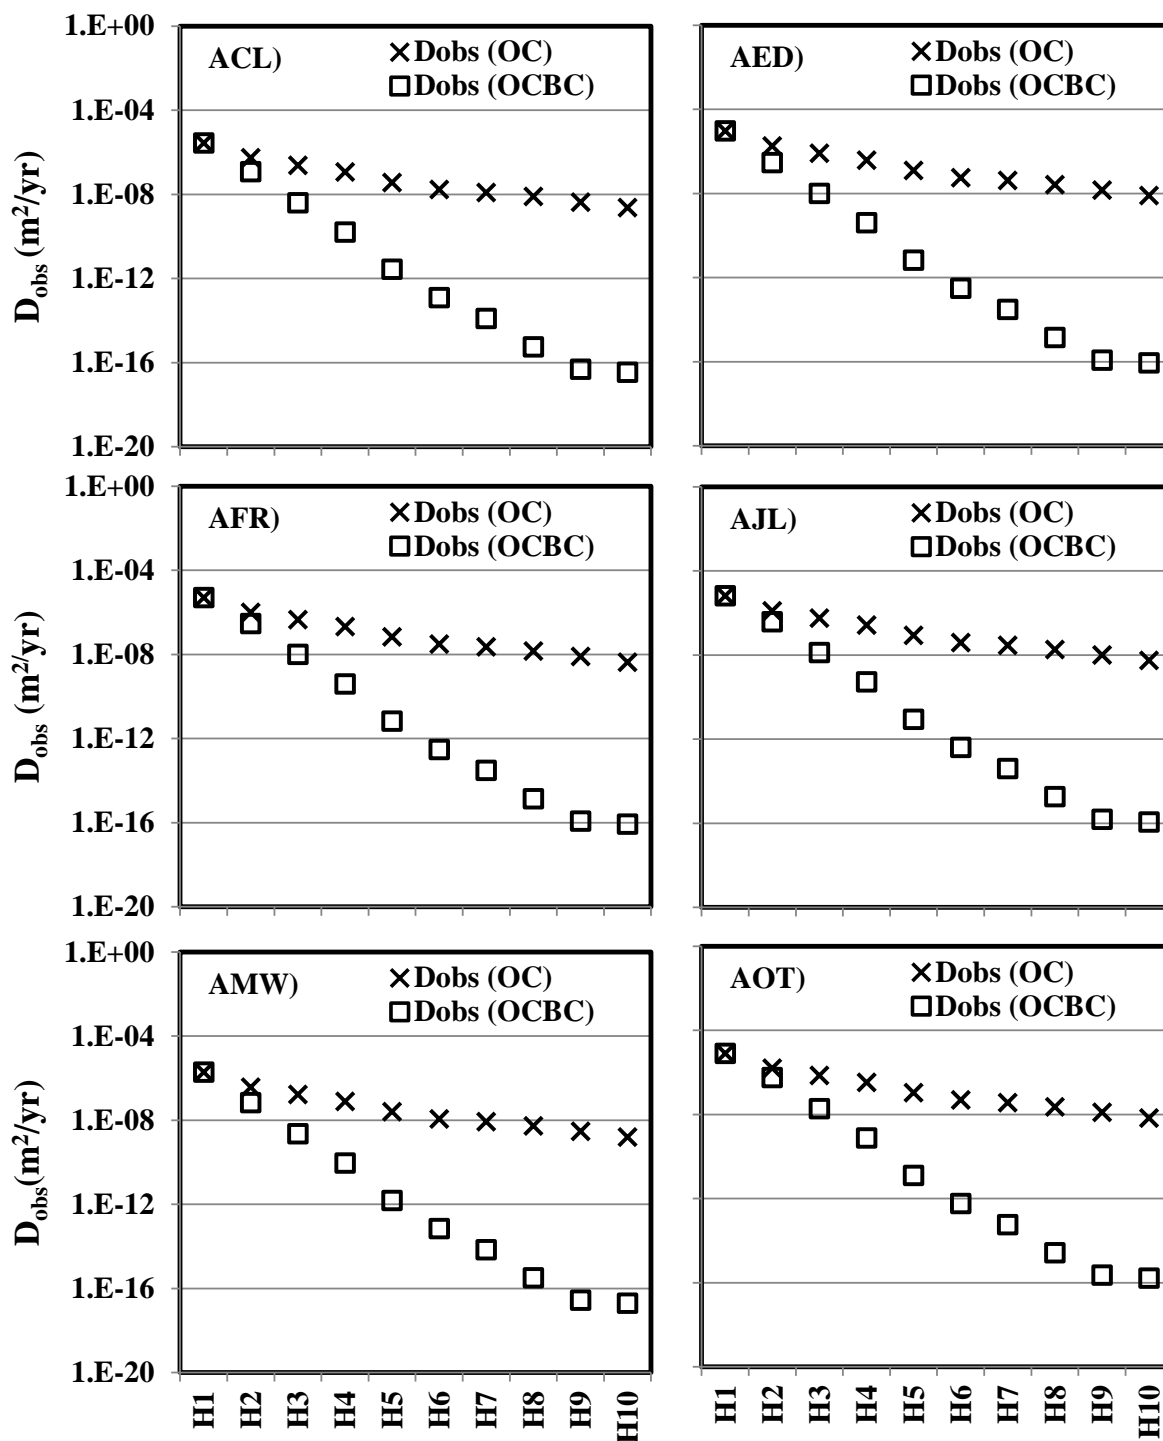 1.E+00
ACL)
Dobs (OC)
Dobs (OCBC)
1.E-04
1.E-08
1.E-12
1.E-16
1.E-20
Dobs (m2/yr)
AED)
Dobs (OC)
Dobs (OCBC)
1.E+00
AFR)
Dobs (OC)
Dobs (OCBC)
1.E-04
1.E-08
1.E-12
1.E-16
1.E-20
Dobs (m2/yr)
AJL)
Dobs (OC)
Dobs (OCBC)
1.E+00
AMW)
Dobs (OC)
Dobs (OCBC)
1.E-04
1.E-08
1.E-12
1.E-16
1.E-20
Dobs(m2/yr)
H1 H2 H3 H4 H5 H6 H7 H8 H9 H10
AOT)
Dobs (OC)
Dobs (OCBC)
H1 H2 H3 H4 H5 H6 H7 H8 H9 H10